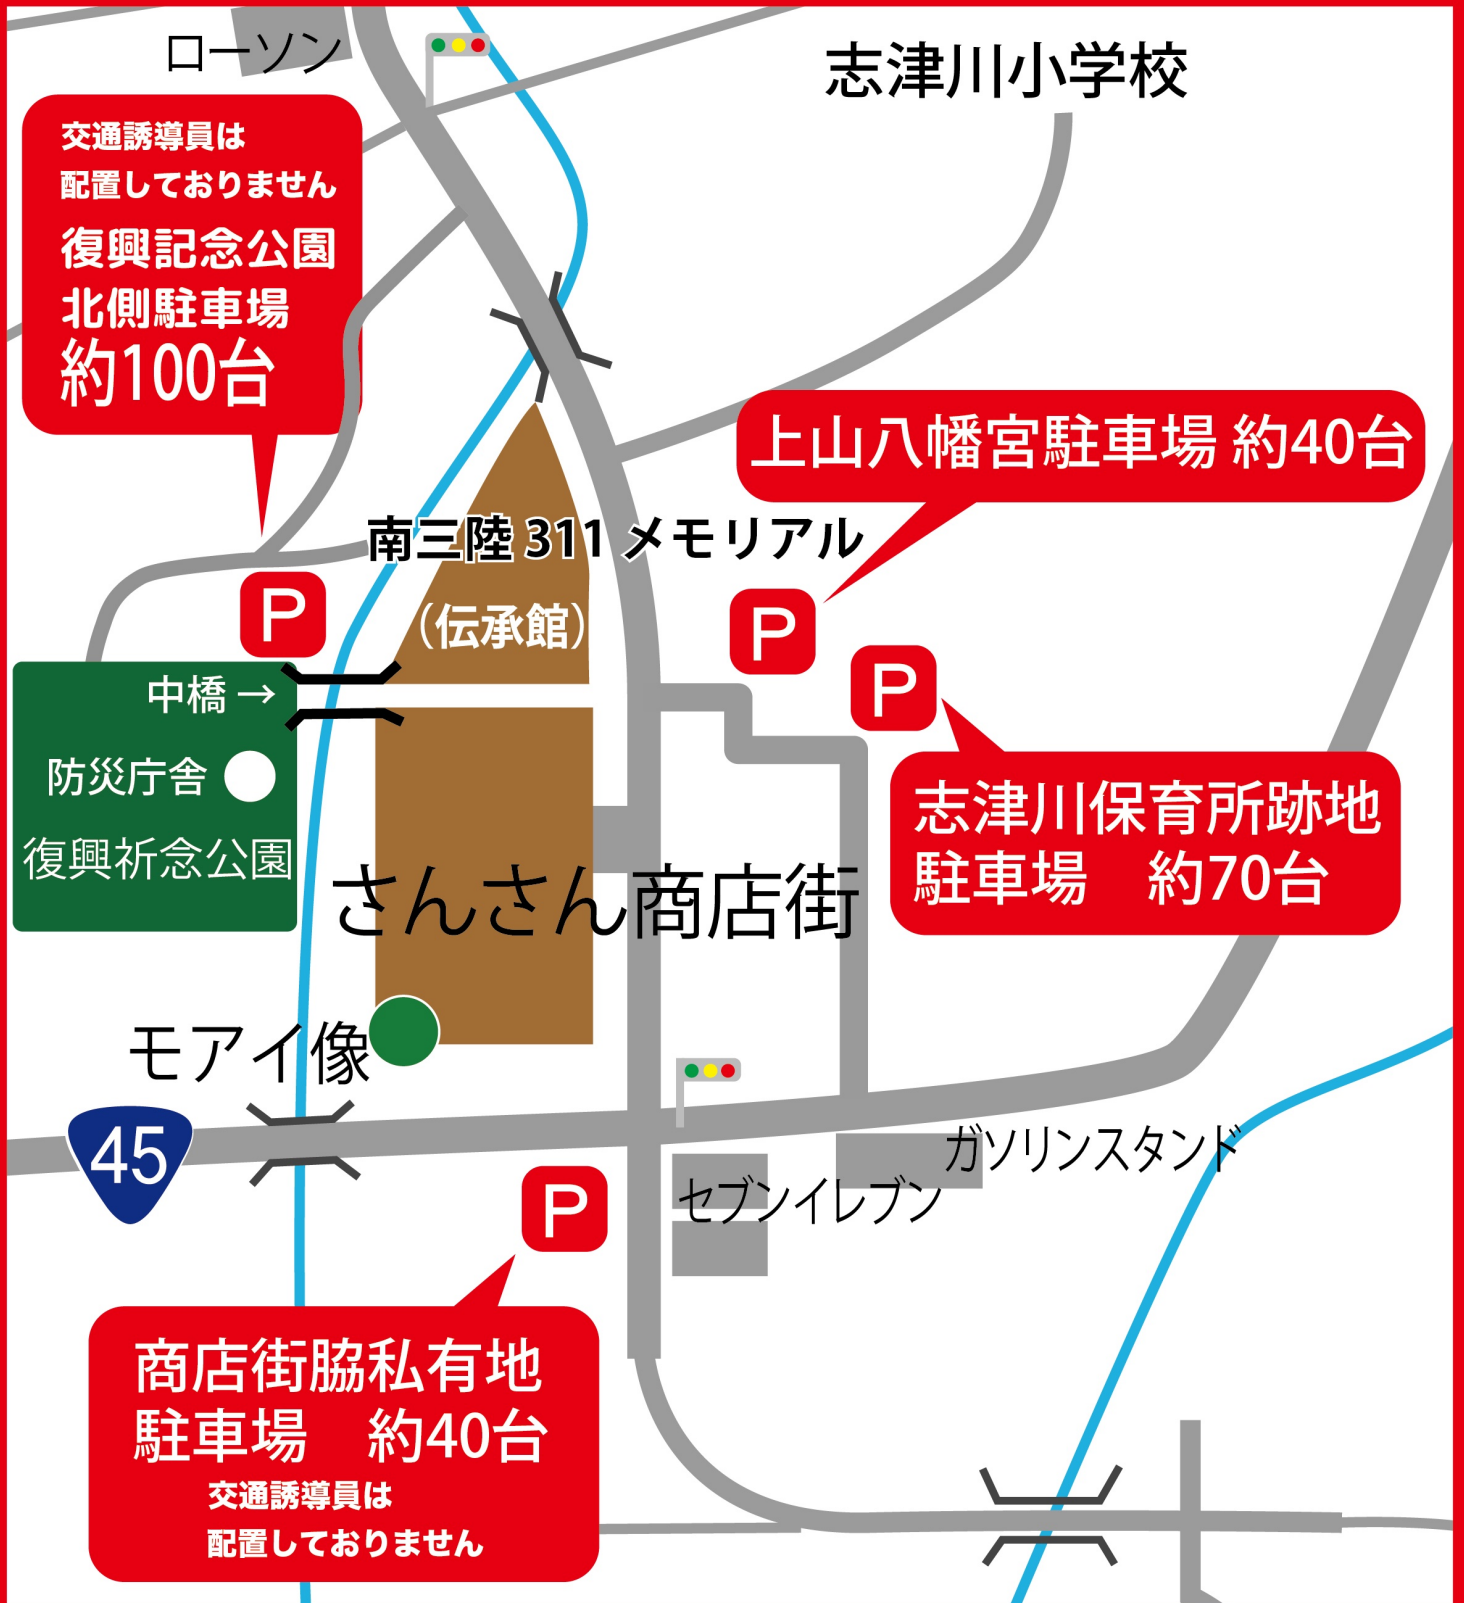 ローソン
志津川小学校
交通誘導員は
配置しておりません
復興記念公園
北側駐車場
約100台
上山八幡宮駐車場 約40台
南三陸 311 メモリアル
（伝承館）
P
P
P
中橋→
防災庁舎
復興祈念公園
志津川保育所跡地
駐車場　約70台
さんさん商店街
モアイ像
45
ガソリンスタンド
セブンイレブン
P
商店街脇私有地
駐車場　約40台
交通誘導員は
配置しておりません